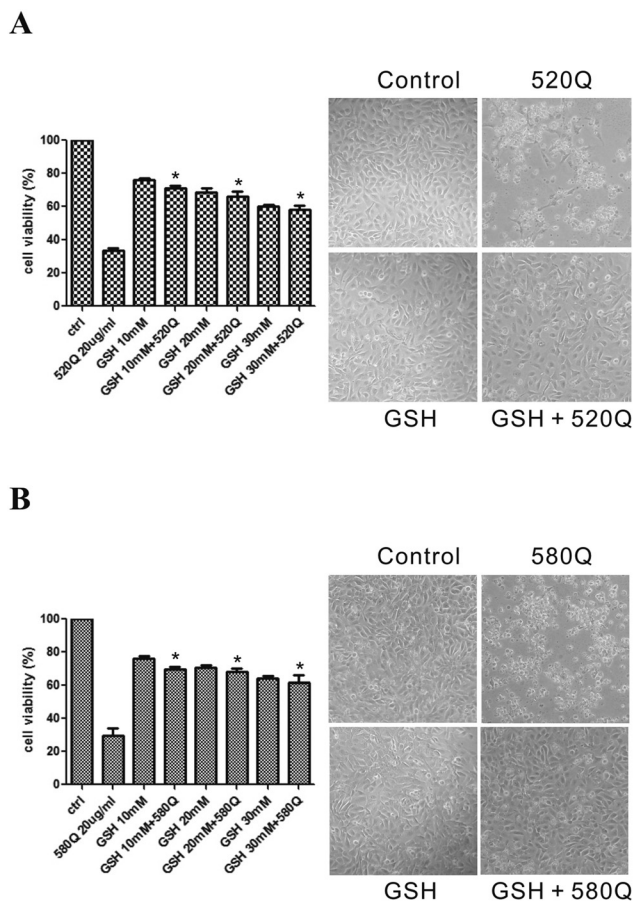 A
Control 520Q
cell viability (%)
100
80
60
40
20
0
* * *
ctrl
520Q 20ug/ml
GSH 10mM
GSH 10mM+520Q
GSH 20mM
GSH 20mM+520Q
GSH 30mM
GSH 30mM+520Q
GSH GSH + 520Q
B
Control 580Q
cell viability (%)
100
80
60
40
20
0
* * *
ctrl
580Q 20ug/ml
GSH 10mM
GSH 10mM+580Q
GSH 20mM
GSH 20mM+580Q
GSH 30mM
GSH 30mM+580Q
GSH GSH + 580Q